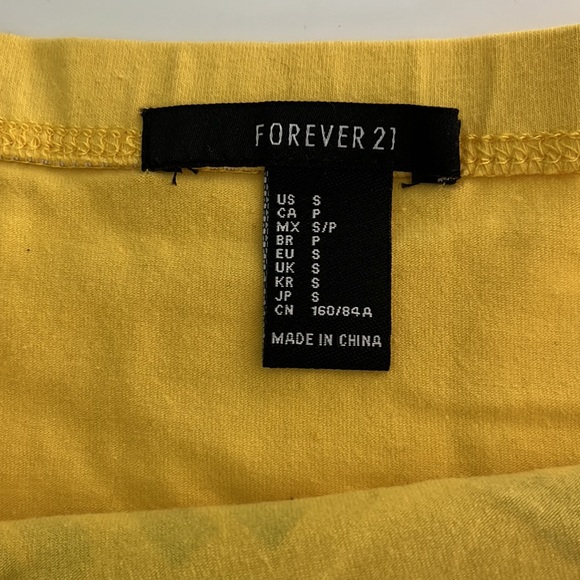 FOREVER 21
US S
CA P
MX S/P
BR P
EU S
UK S
KR S
JP S
CN 160/84A
MADE IN CHINA